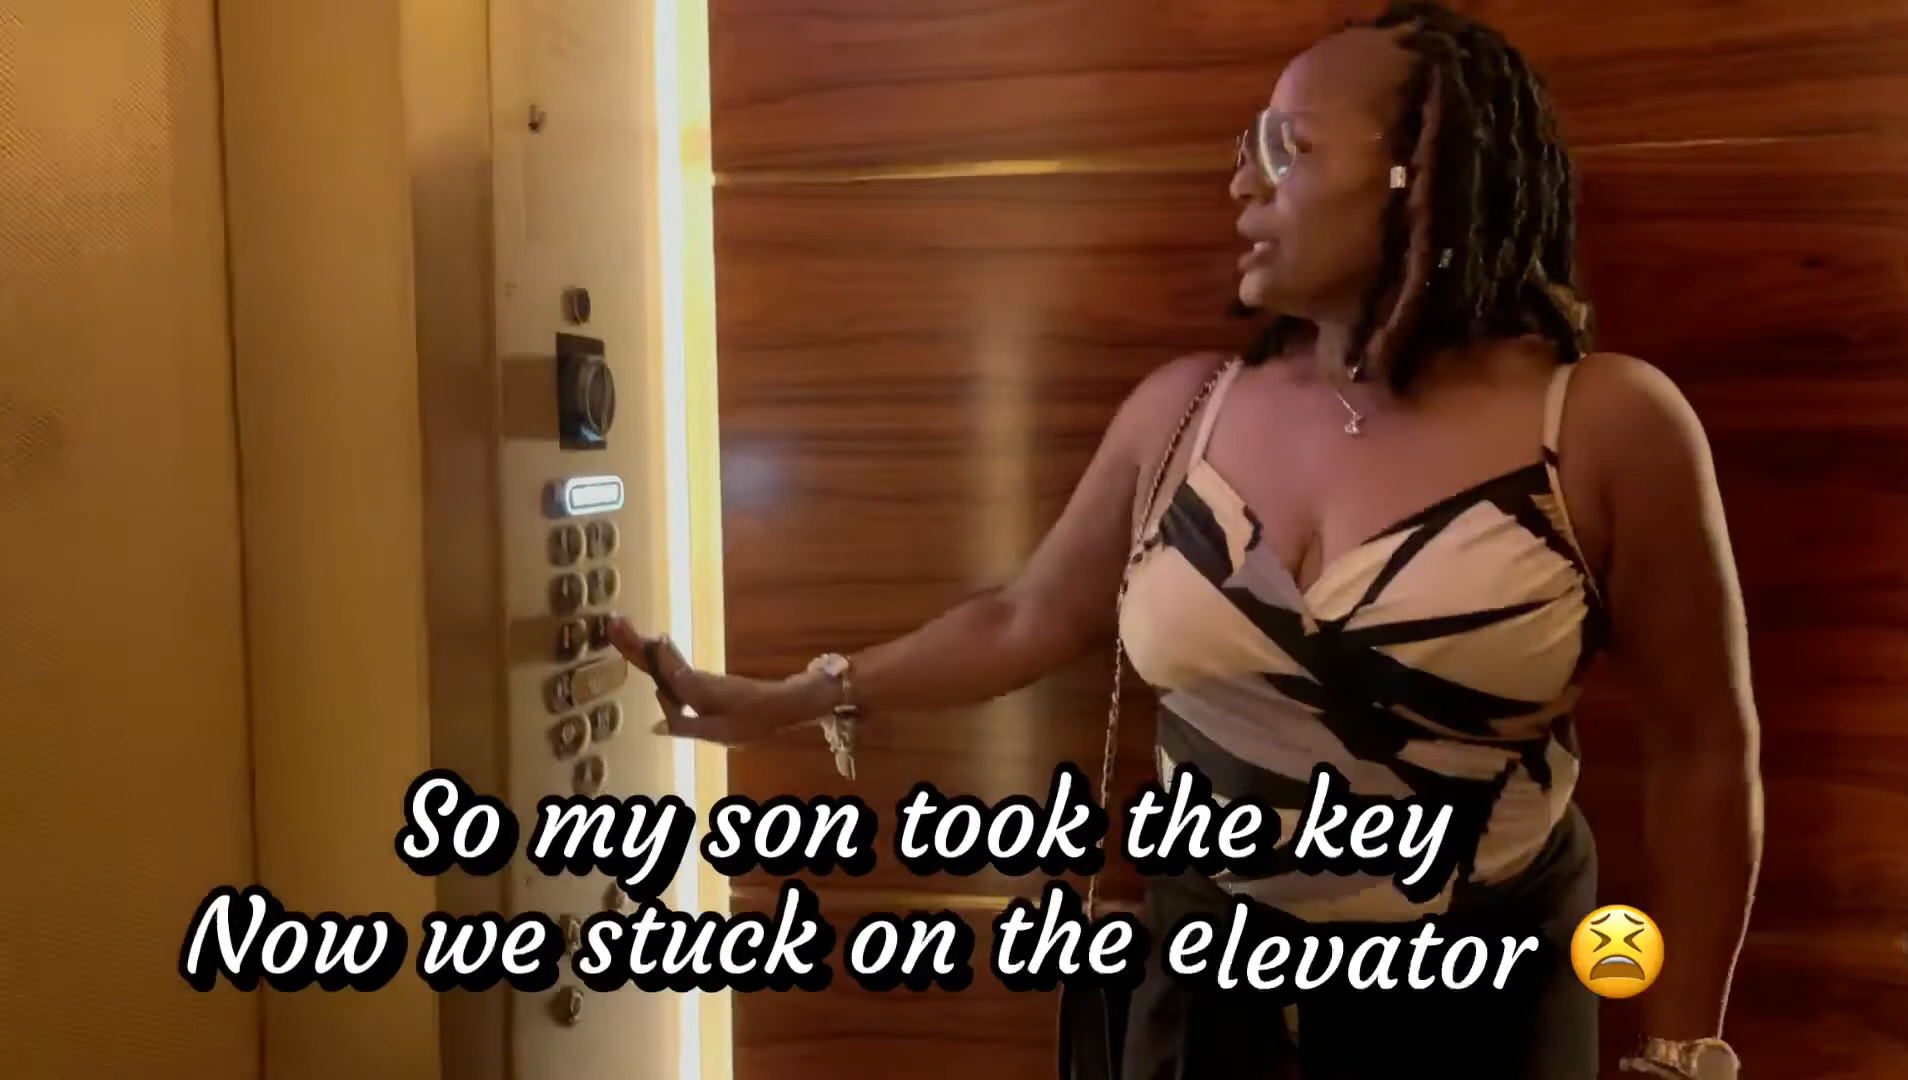 So my son took the key
Now we stuck on the elevator 😫